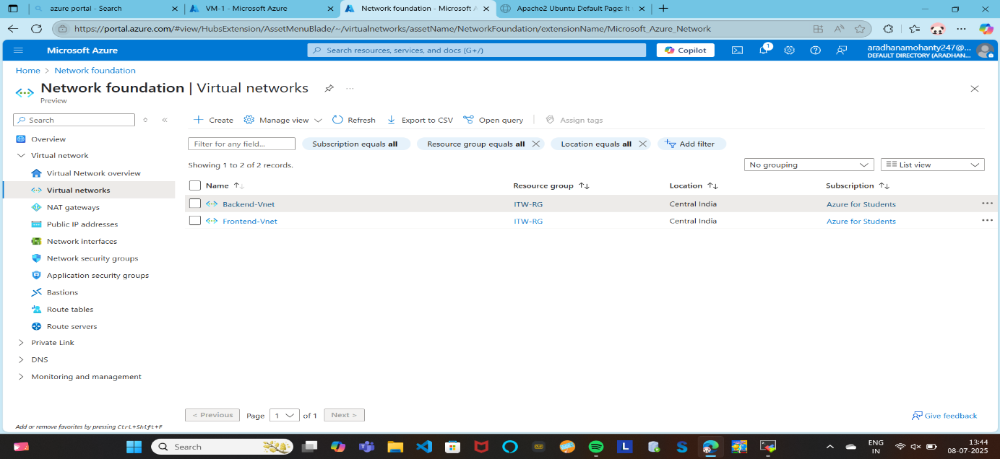 azure portal - Search
VM-1 - Microsoft Azure
Network foundation - Microsoft A
Apache2 Ubuntu Default Page: It
https://portal.azure.com/#view/HubsExtension/AssetMenuBlade/~/virtualnetworks/assetName/NetworkFoundation/extensionName/Microsoft_Azure_Network
Microsoft Azure
Search resources, services, and docs (G+/)
Copilot
1
aradhanamohanty247@...
DEFAULT DIRECTORY (ARADHAN...
Home > Network foundation
Network foundation | Virtual networks
Preview
Search
Create
Manage view
Refresh
Export to CSV
Open query
Assign tags
Overview
Virtual network
Virtual Network overview
Virtual networks
NAT gateways
Public IP addresses
Network interfaces
Network security groups
Application security groups
Bastions
Route tables
Route servers
Private Link
DNS
Monitoring and management
Add or remove favorites by pressing Ctrl+Shift+F
Filter for any field...
Subscription equals all
Resource group equals all
Location equals all
Add filter
Showing 1 to 2 of 2 records.
No grouping
List view
Name Resource group Location Subscription
Backend-Vnet ITW-RG Central India Azure for Students
Frontend-Vnet ITW-RG Central India Azure for Students
< Previous Page 1 of 1 Next >
Give feedback
Search
ENG
IN
13:44
08-07-2025